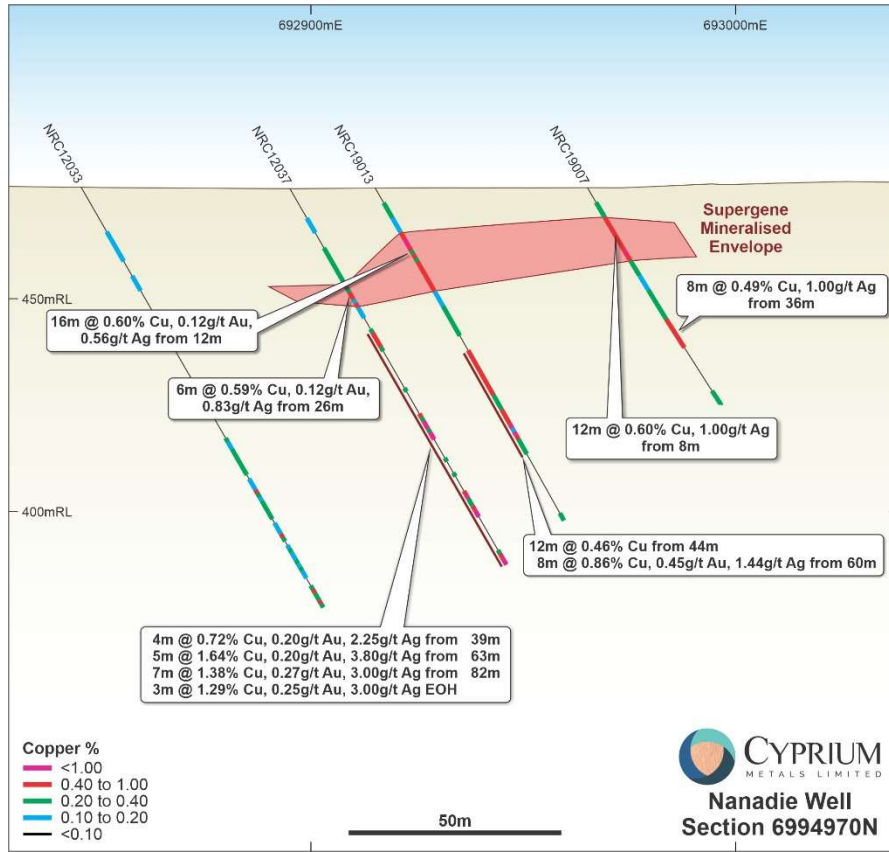 692900mE
693000mE
NRC12033
NRC12037
NRC19013
NRC19007
Supergene
Mineralised
Envelope
450mRL
8m @ 0.49% Cu, 1.00g/t Ag
from 36m
16m @ 0.60% Cu, 0.12g/t Au,
0.56g/t Ag from 12m
6m @ 0.59% Cu, 0.12g/t Au,
0.83g/t Ag from 26m
12m @ 0.60% Cu, 1.00g/t Ag
from 8m
400mRL
12m @ 0.46% Cu from 44m
8m @ 0.86% Cu, 0.45g/t Au, 1.44g/t Ag from 60m
4m @ 0.72% Cu, 0.20g/t Au, 2.25g/t Ag from 39m
5m @ 1.64% Cu, 0.20g/t Au, 3.80g/t Ag from 63m
7m @ 1.38% Cu, 0.27g/t Au, 3.00g/t Ag from 82m
3m @ 1.29% Cu, 0.25g/t Au, 3.00g/t Ag EOH
Copper %
<1.00
0.40 to 1.00
0.20 to 0.40
0.10 to 0.20
<0.10
50m
CYPRIUM
METALS LIMITED
Nanadie Well
Section 6994970N